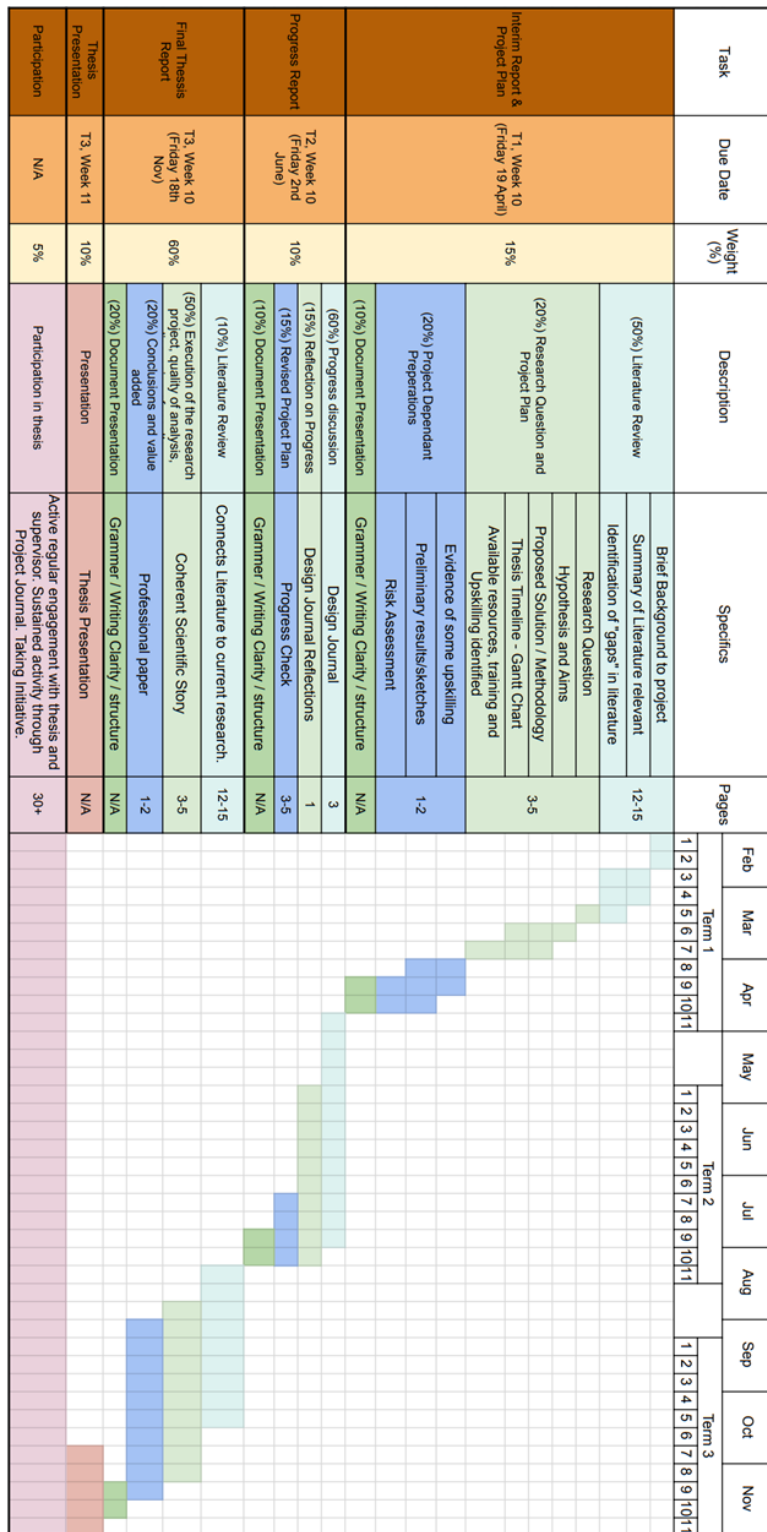 Task
Due Date
Weight
(%)
Description
Specifics
Pages
Feb
Mar
Apr
May
Jun
Jul
Aug
Sep
Oct
Nov
Term 1
Term 2
Term 3
1 2 3 4 5 6 7 8 9 10 11
1 2 3 4 5 6 7 8 9 10 11
1 2 3 4 5 6 7 8 9 10 11
Interim Report &
Project Plan
T1, Week 10
(Friday 19 April)
15%
(50%) Literature Review
Brief Background to project
Summary of Literature relevant
Identification of "gaps" in literature
12-15
(20%) Research Question and
Project Plan
Research Question
Hypothesis and Aims
Proposed Solution / Methodology
Thesis Timeline - Gantt Chart
Available resources, training and
Upskilling identified
3-5
(20%) Project Dependant
Preperations
Evidence of some upskilling
Preliminary results/sketches
Risk Assessment
1-2
(10%) Document Presentation
Grammer / Writing Clarity / structure
N/A
Progress Report
T2, Week 10
(Friday 2nd
June)
10%
(60%) Progress discussion
Design Journal
3
(15%) Reflection on Progress
Design Journal Reflections
1
(15%) Revised Project Plan
Progress Check
3-5
(10%) Document Presentation
Grammer / Writing Clarity / structure
N/A
Final Thessis
Report
T3, Week 10
(Friday 18th
Nov)
60%
(10%) Literature Review
Connects Literature to current research.
12-15
(50%) Execution of the research
project, quality of analysis,
Coherent Scientific Story
3-5
(20%) Conclusions and value
added
Professional paper
1-2
(20%) Document Presentation
Grammer / Writing Clarity / structure
N/A
Thesis
Presentation
T3, Week 11
10%
Presentation
Thesis Presentation
N/A
Participation
N/A
5%
Participation in thesis
Active regular engagement with thesis and
supervisor. Sustained activity through
Project Journal. Taking Initiative.
30+